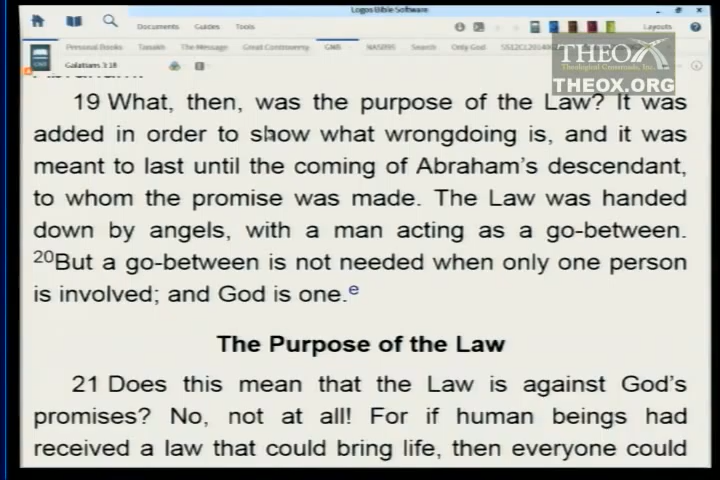 Logos Bible Software
Documents Guides Tools Layouts
Personal Books Tanakh The Message Great Controversy GNB NASB95 Search Only God
Galatians 3:18
THEOX
Theological Crossroads, Inc.
THEOX.ORG
19 What, then, was the purpose of the Law? It was
added in order to show what wrongdoing is, and it was
meant to last until the coming of Abraham's descendant,
to whom the promise was made. The Law was handed
down by angels, with a man acting as a go-between.
20But a go-between is not needed when only one person
is involved; and God is one.e
The Purpose of the Law
21 Does this mean that the Law is against God's
promises? No, not at all! For if human beings had
received a law that could bring life, then everyone could